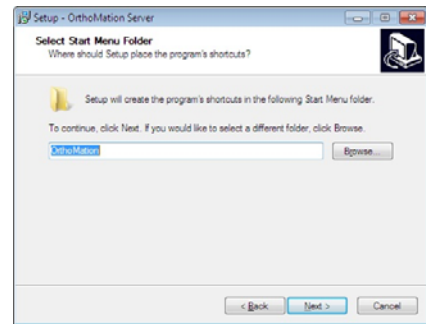 Setup - OrthoMation Server
Select Start Menu Folder
Where should Setup place the program's shortcuts?
Setup will create the program's shortcuts in the following Start Menu folder.
To continue, click Next. If you would like to select a different folder, click Browse.
OrthoMation
Browse...
< Back
Next >
Cancel